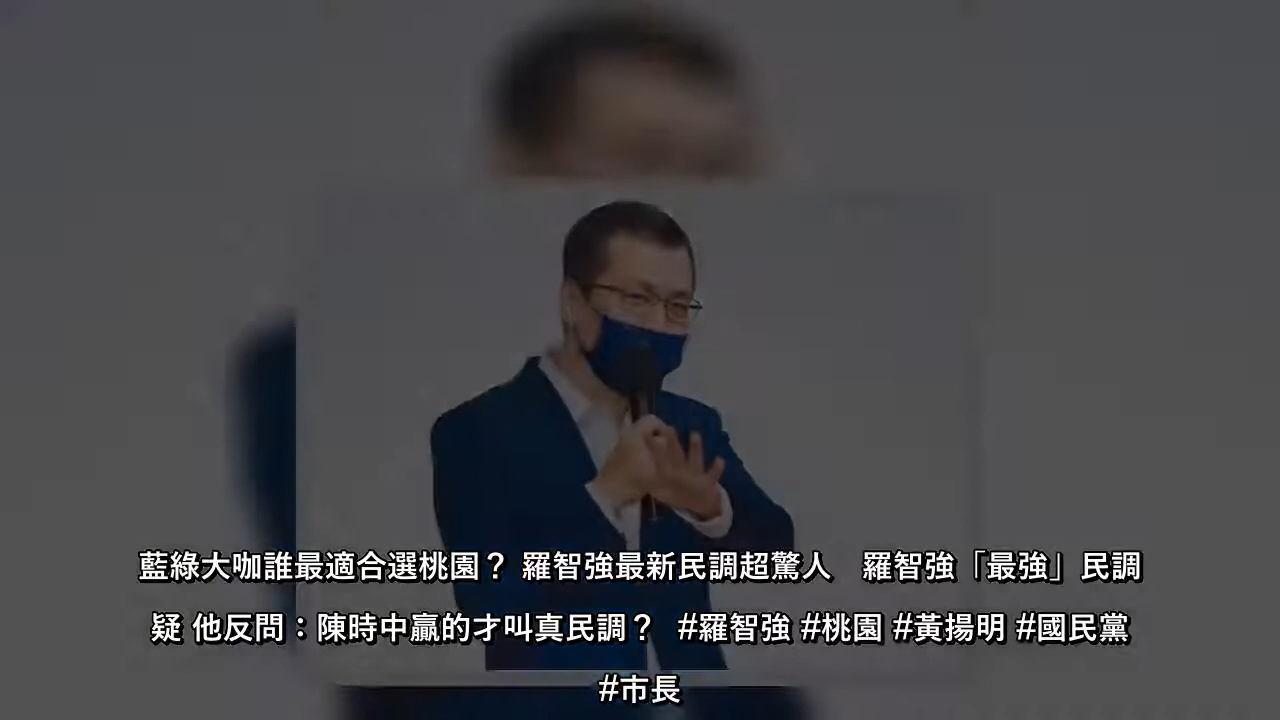 藍綠大咖誰最適合選桃園？ 羅智強最新民調超驚人　羅智強「最強」民調
疑 他反問：陳時中贏的才叫真民調？ #羅智強 #桃園 #黃揚明 #國民黨
#市長